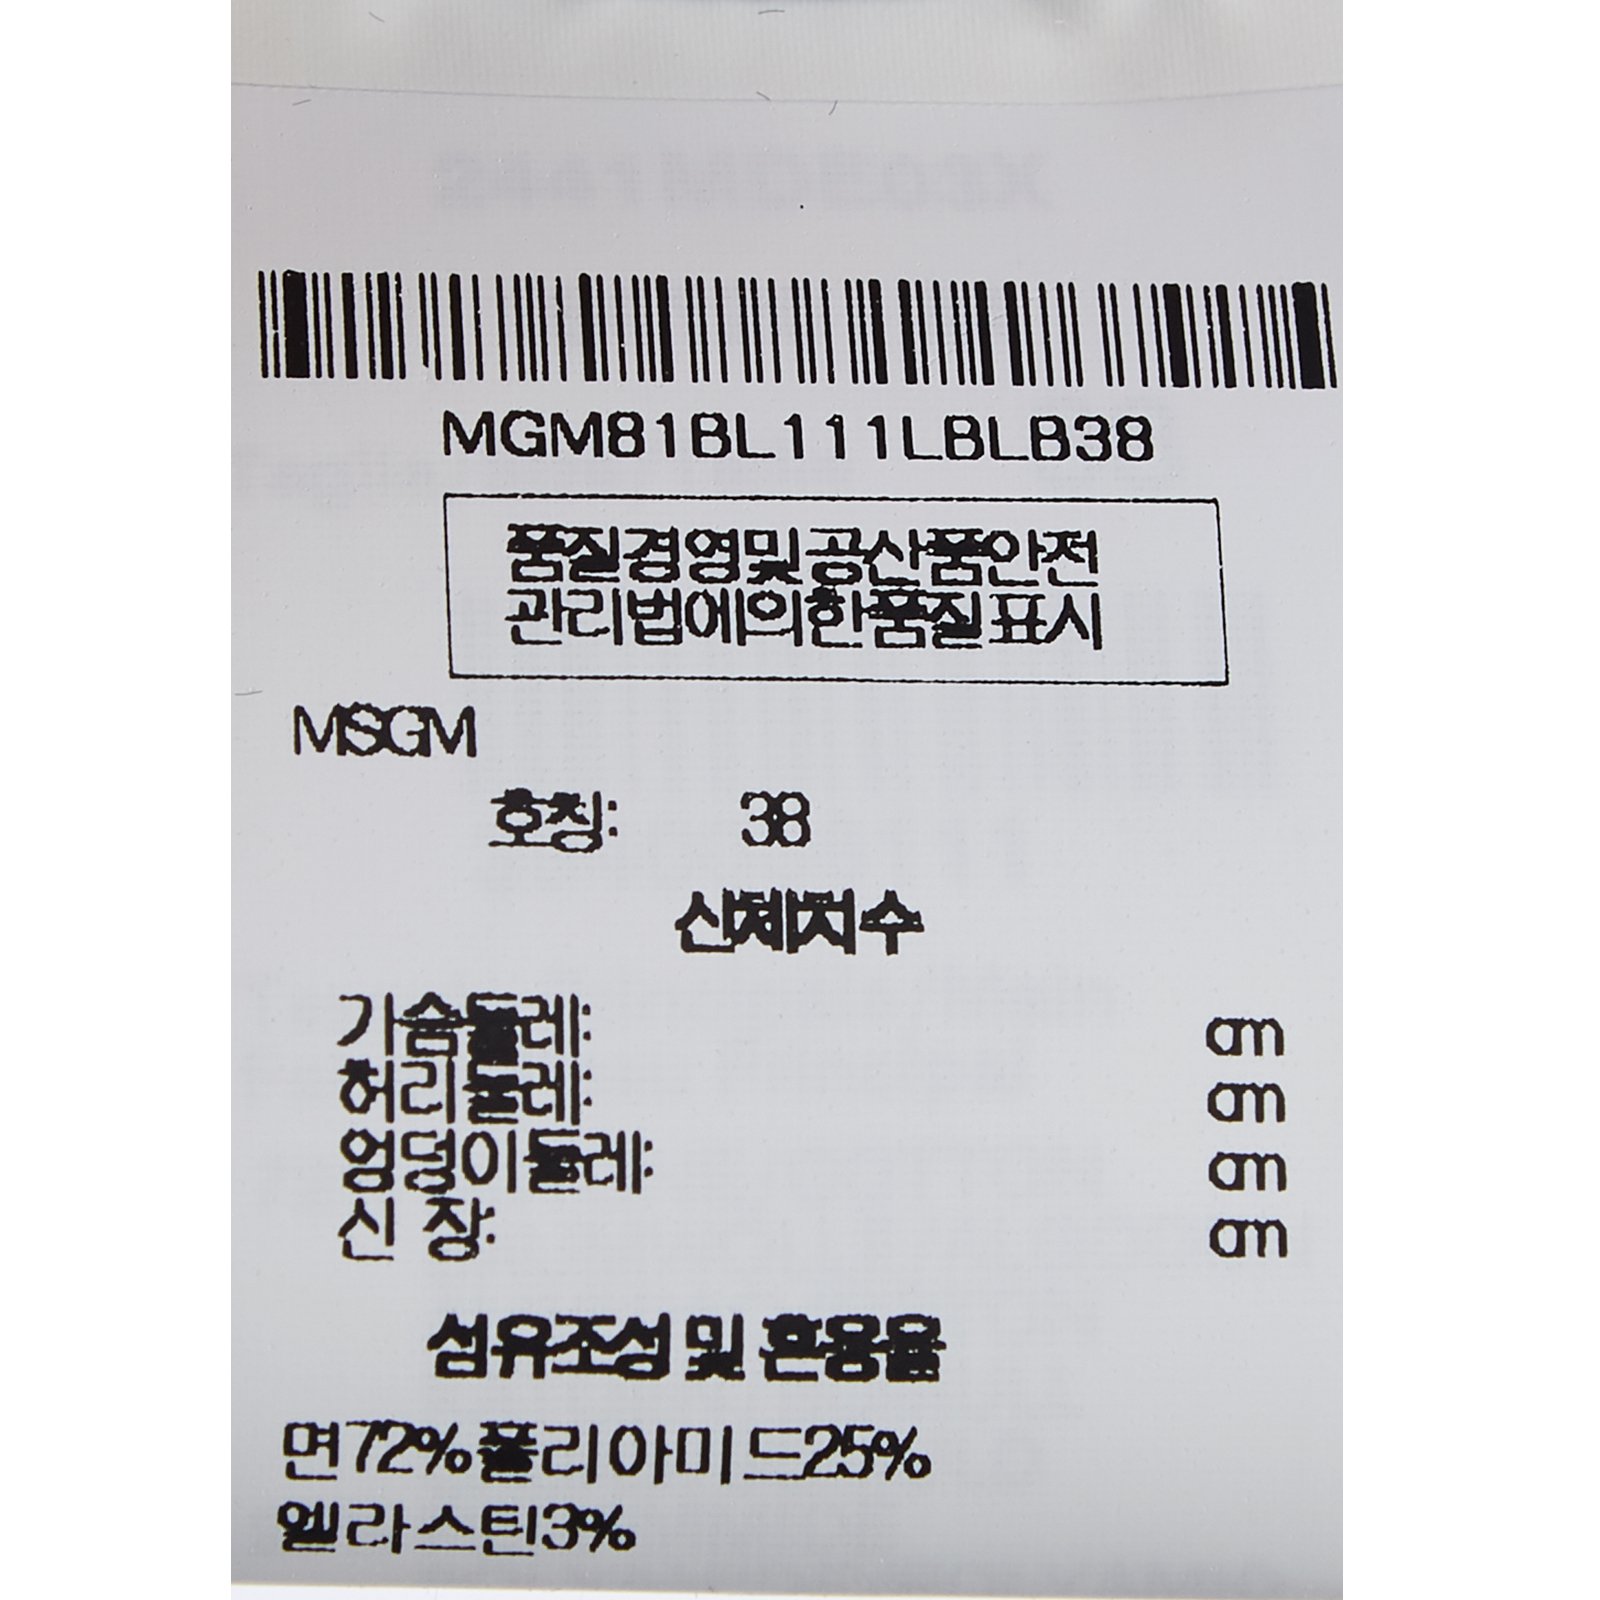 MGM81BL111LBLB38
품질경영및공산품안전
관리법에의한품질표시
MSGM
호칭: 38
신체치수
가슴둘레: cm
허리둘레: cm
엉덩이둘레: cm
신 장: cm
섬유조성 및 혼용율
면72%폴리아미드25%
엘라스틴3%